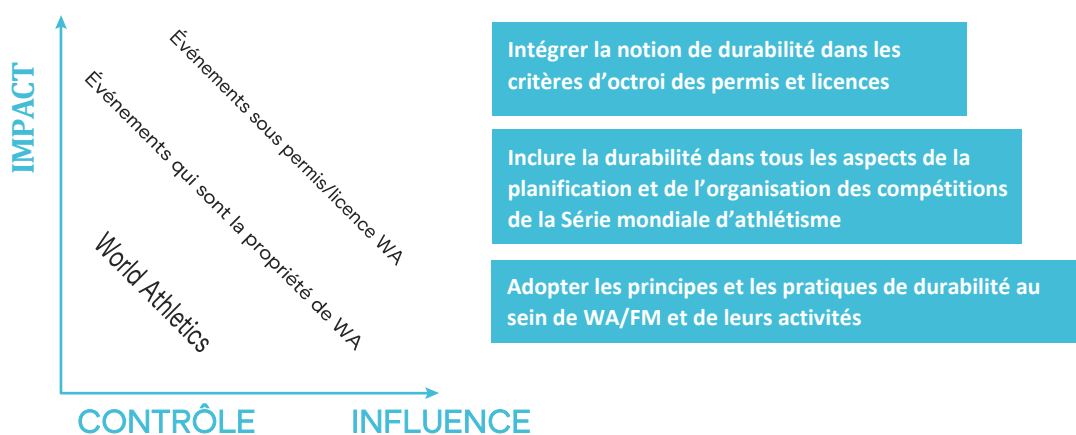 IMPACT
Événements sous permis/licence WA
Événements qui sont la propriété de WA
World Athletics
CONTRÔLE
INFLUENCE
Intégrer la notion de durabilité dans les
critères d’octroi des permis et licences
Inclure la durabilité dans tous les aspects de la
planification et de l’organisation des compétitions
de la Série mondiale d’athlétisme
Adopter les principes et les pratiques de durabilité au
sein de WA/FM et de leurs activités